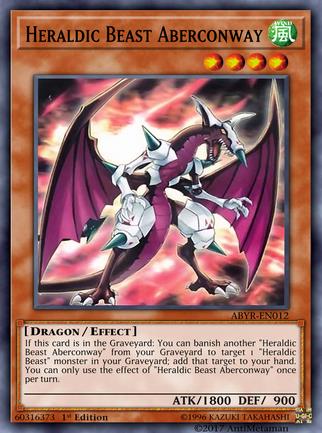 HERALDIC BEAST ABERCONWAY
WIND
風
ABYR-EN012
[DRAGON / EFFECT]
If this card is in the Graveyard: You can banish another "Heraldic
Beast Aberconway" from your Graveyard to target 1 "Heraldic
Beast" monster in your Graveyard; add that target to your hand.
You can only use the effect of "Heraldic Beast Aberconway" once
per turn.
ATK/1800 DEF/ 900
60316373 1st Edition ©1996 KAZUKI TAKAHASHI
©2017 AntiMetaman